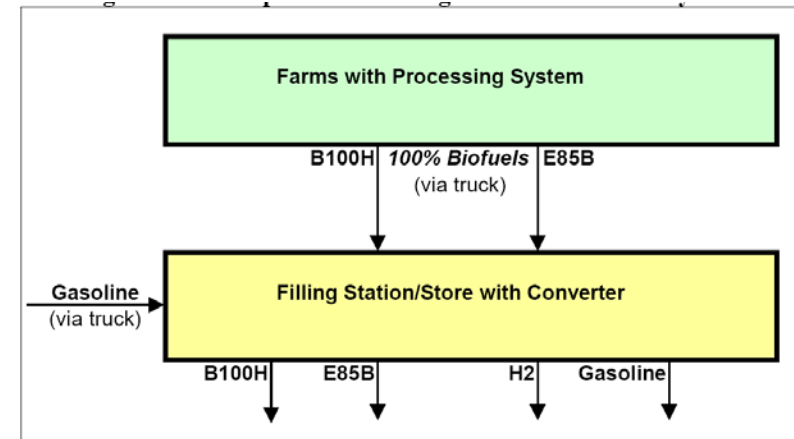 Farms with Processing System
B100H 100% Biofuels E85B
(via truck)
Gasoline
(via truck)
Filling Station/Store with Converter
B100H E85B H2 Gasoline